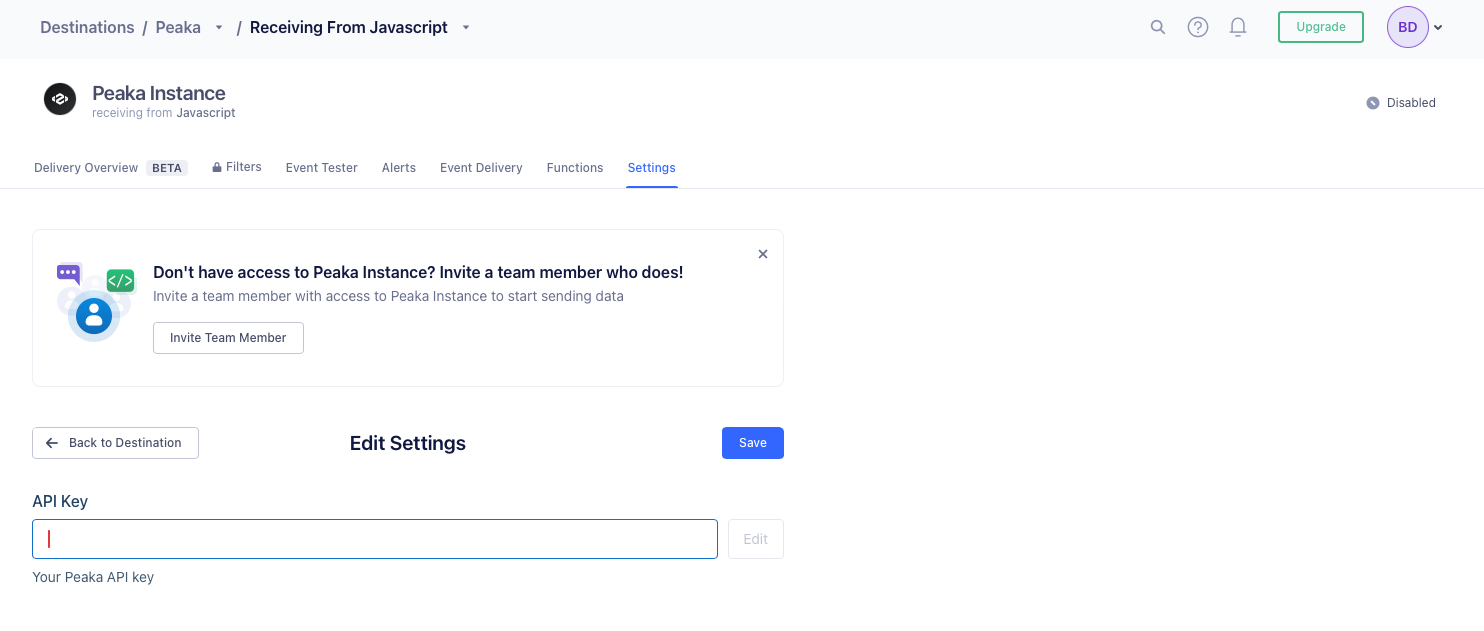 Destinations / Peaka / Receiving From Javascript
Upgrade
BD
Peaka Instance
receiving from Javascript
Disabled
Delivery Overview BETA Filters Event Tester Alerts Event Delivery Functions Settings
</>
Don't have access to Peaka Instance? Invite a team member who does!
Invite a team member with access to Peaka Instance to start sending data
Invite Team Member
Back to Destination
Edit Settings
Save
API Key
Edit
Your Peaka API key